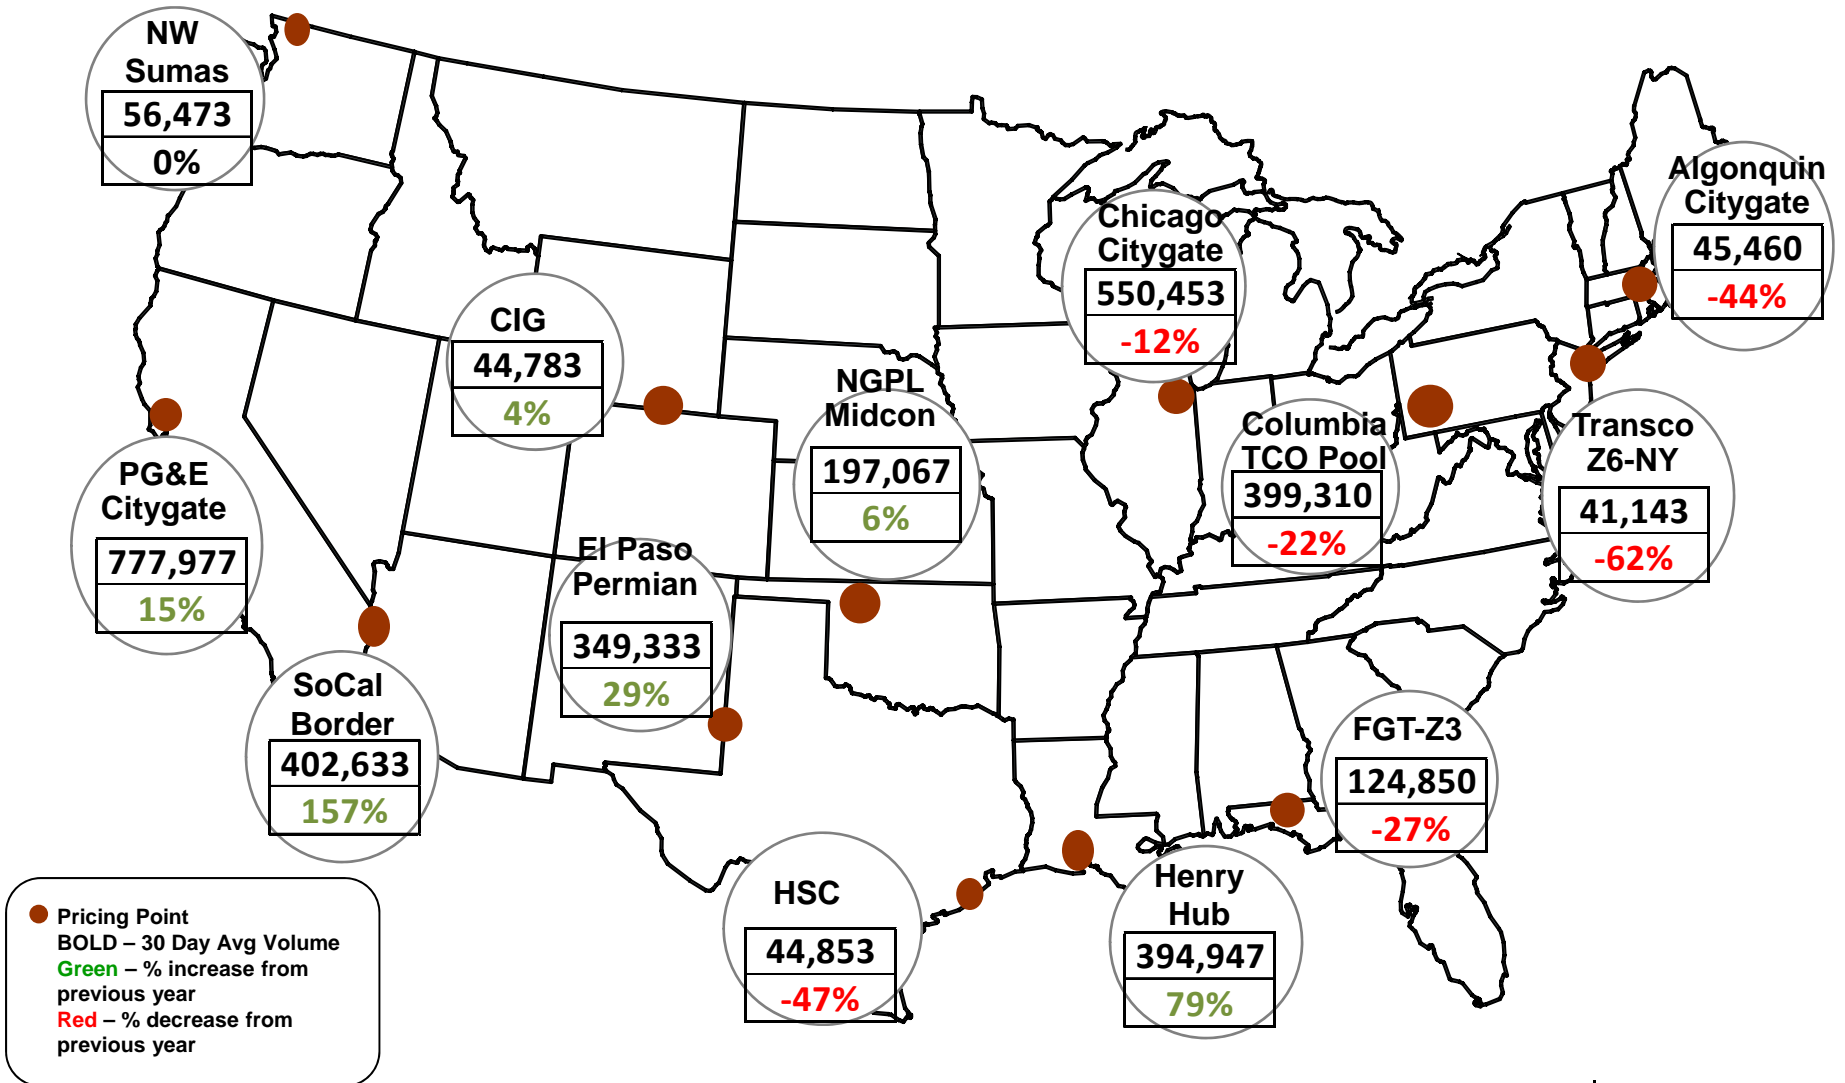 NW
Sumas
56,473
0%
Algonquin
Citygate
45,460
-44%
Chicago
Citygate
550,453
-12%
CIG
44,783
4%
NGPL
Midcon
197,067
6%
Columbia
TCO Pool
399,310
-22%
Transco
Z6-NY
41,143
-62%
PG&E
Citygate
777,977
15%
El Paso
Permian
349,333
29%
SoCal
Border
402,633
157%
FGT-Z3
124,850
-27%
HSC
44,853
-47%
Henry
Hub
394,947
79%
Pricing Point
BOLD – 30 Day Avg Volume
Green – % increase from
previous year
Red – % decrease from
previous year